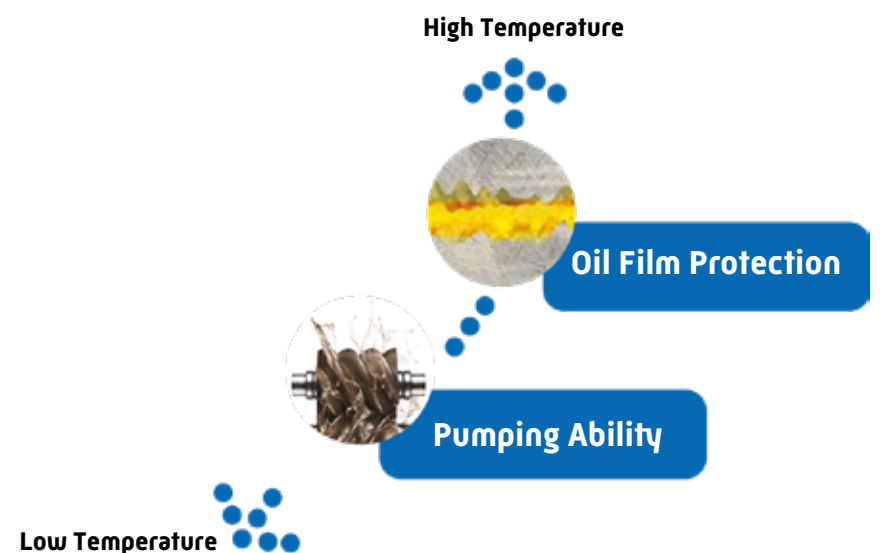 High Temperature
Oil Film Protection
Pumping Ability
Low Temperature